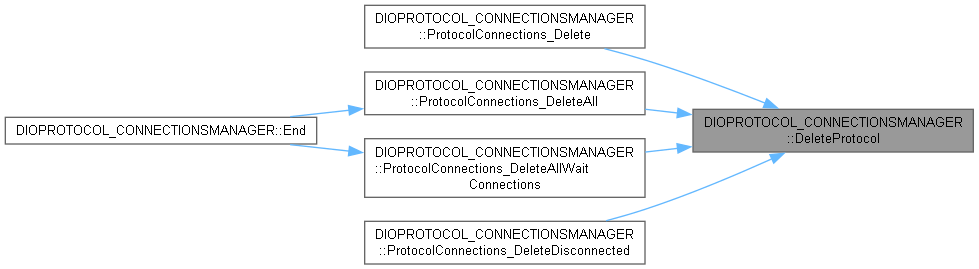 DIOPROTOCOL_CONNECTIONSMANAGER
::ProtocolConnections_Delete
DIOPROTOCOL_CONNECTIONSMANAGER
::ProtocolConnections_DeleteAll
DIOPROTOCOL_CONNECTIONSMANAGER
::DeleteProtocol
DIOPROTOCOL_CONNECTIONSMANAGER::End
DIOPROTOCOL_CONNECTIONSMANAGER
::ProtocolConnections_DeleteAllWait
Connections
DIOPROTOCOL_CONNECTIONSMANAGER
::ProtocolConnections_DeleteDisconnected